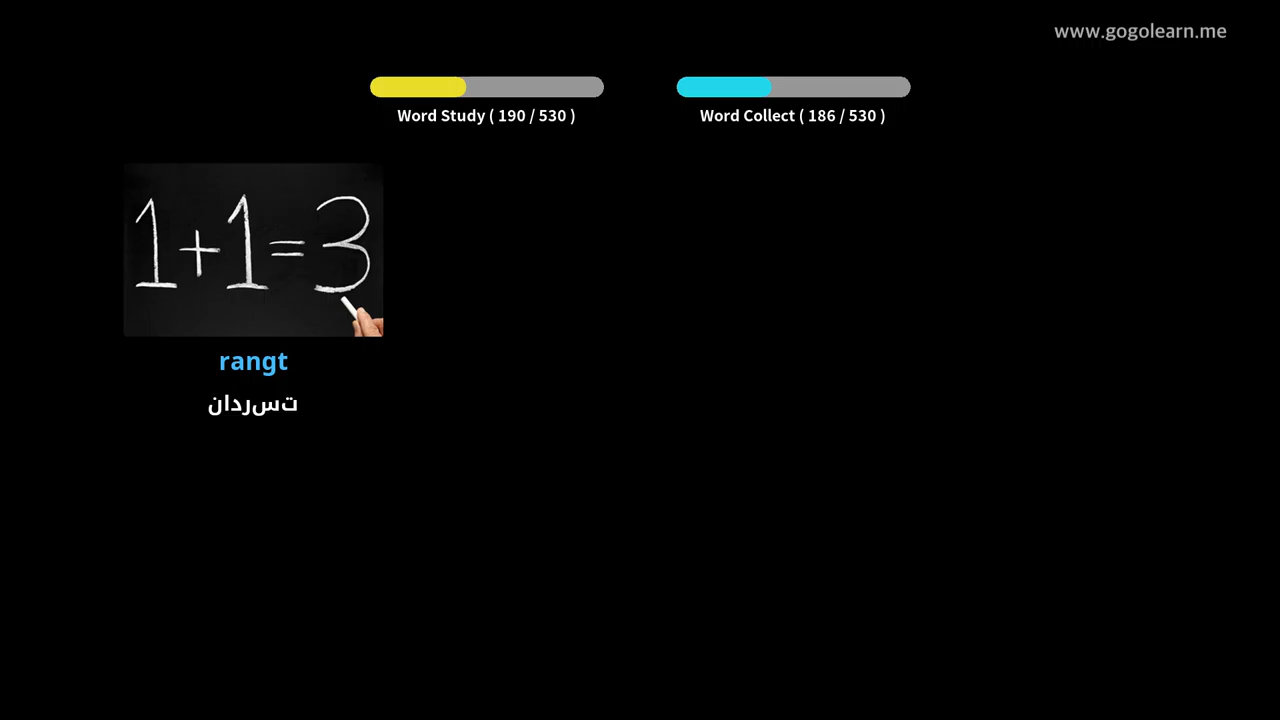 www.gogolearn.me
Word Study ( 190 / 530 )
Word Collect ( 186 / 530 )
1+1=3
rangt
تسردان